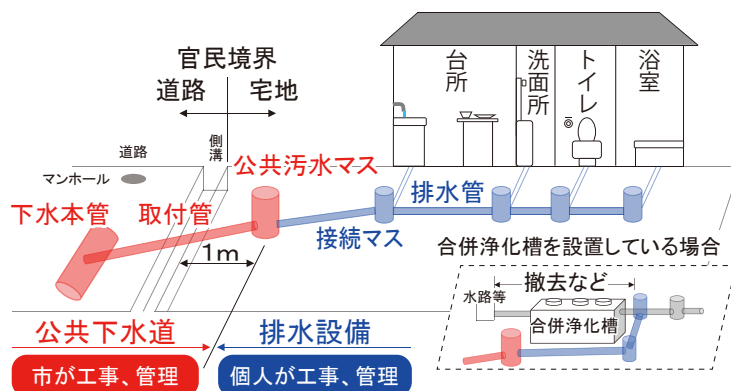 官民境界
道路
宅地
側溝
道路
マンホール
公共汚水マス
下水本管
取付管
1m
接続マス
排水管
台所
洗面所
トイレ
浴室
合併浄化槽を設置している場合
撤去など
水路等
合併浄化槽
公共下水道
排水設備
市が工事、管理
個人が工事、管理